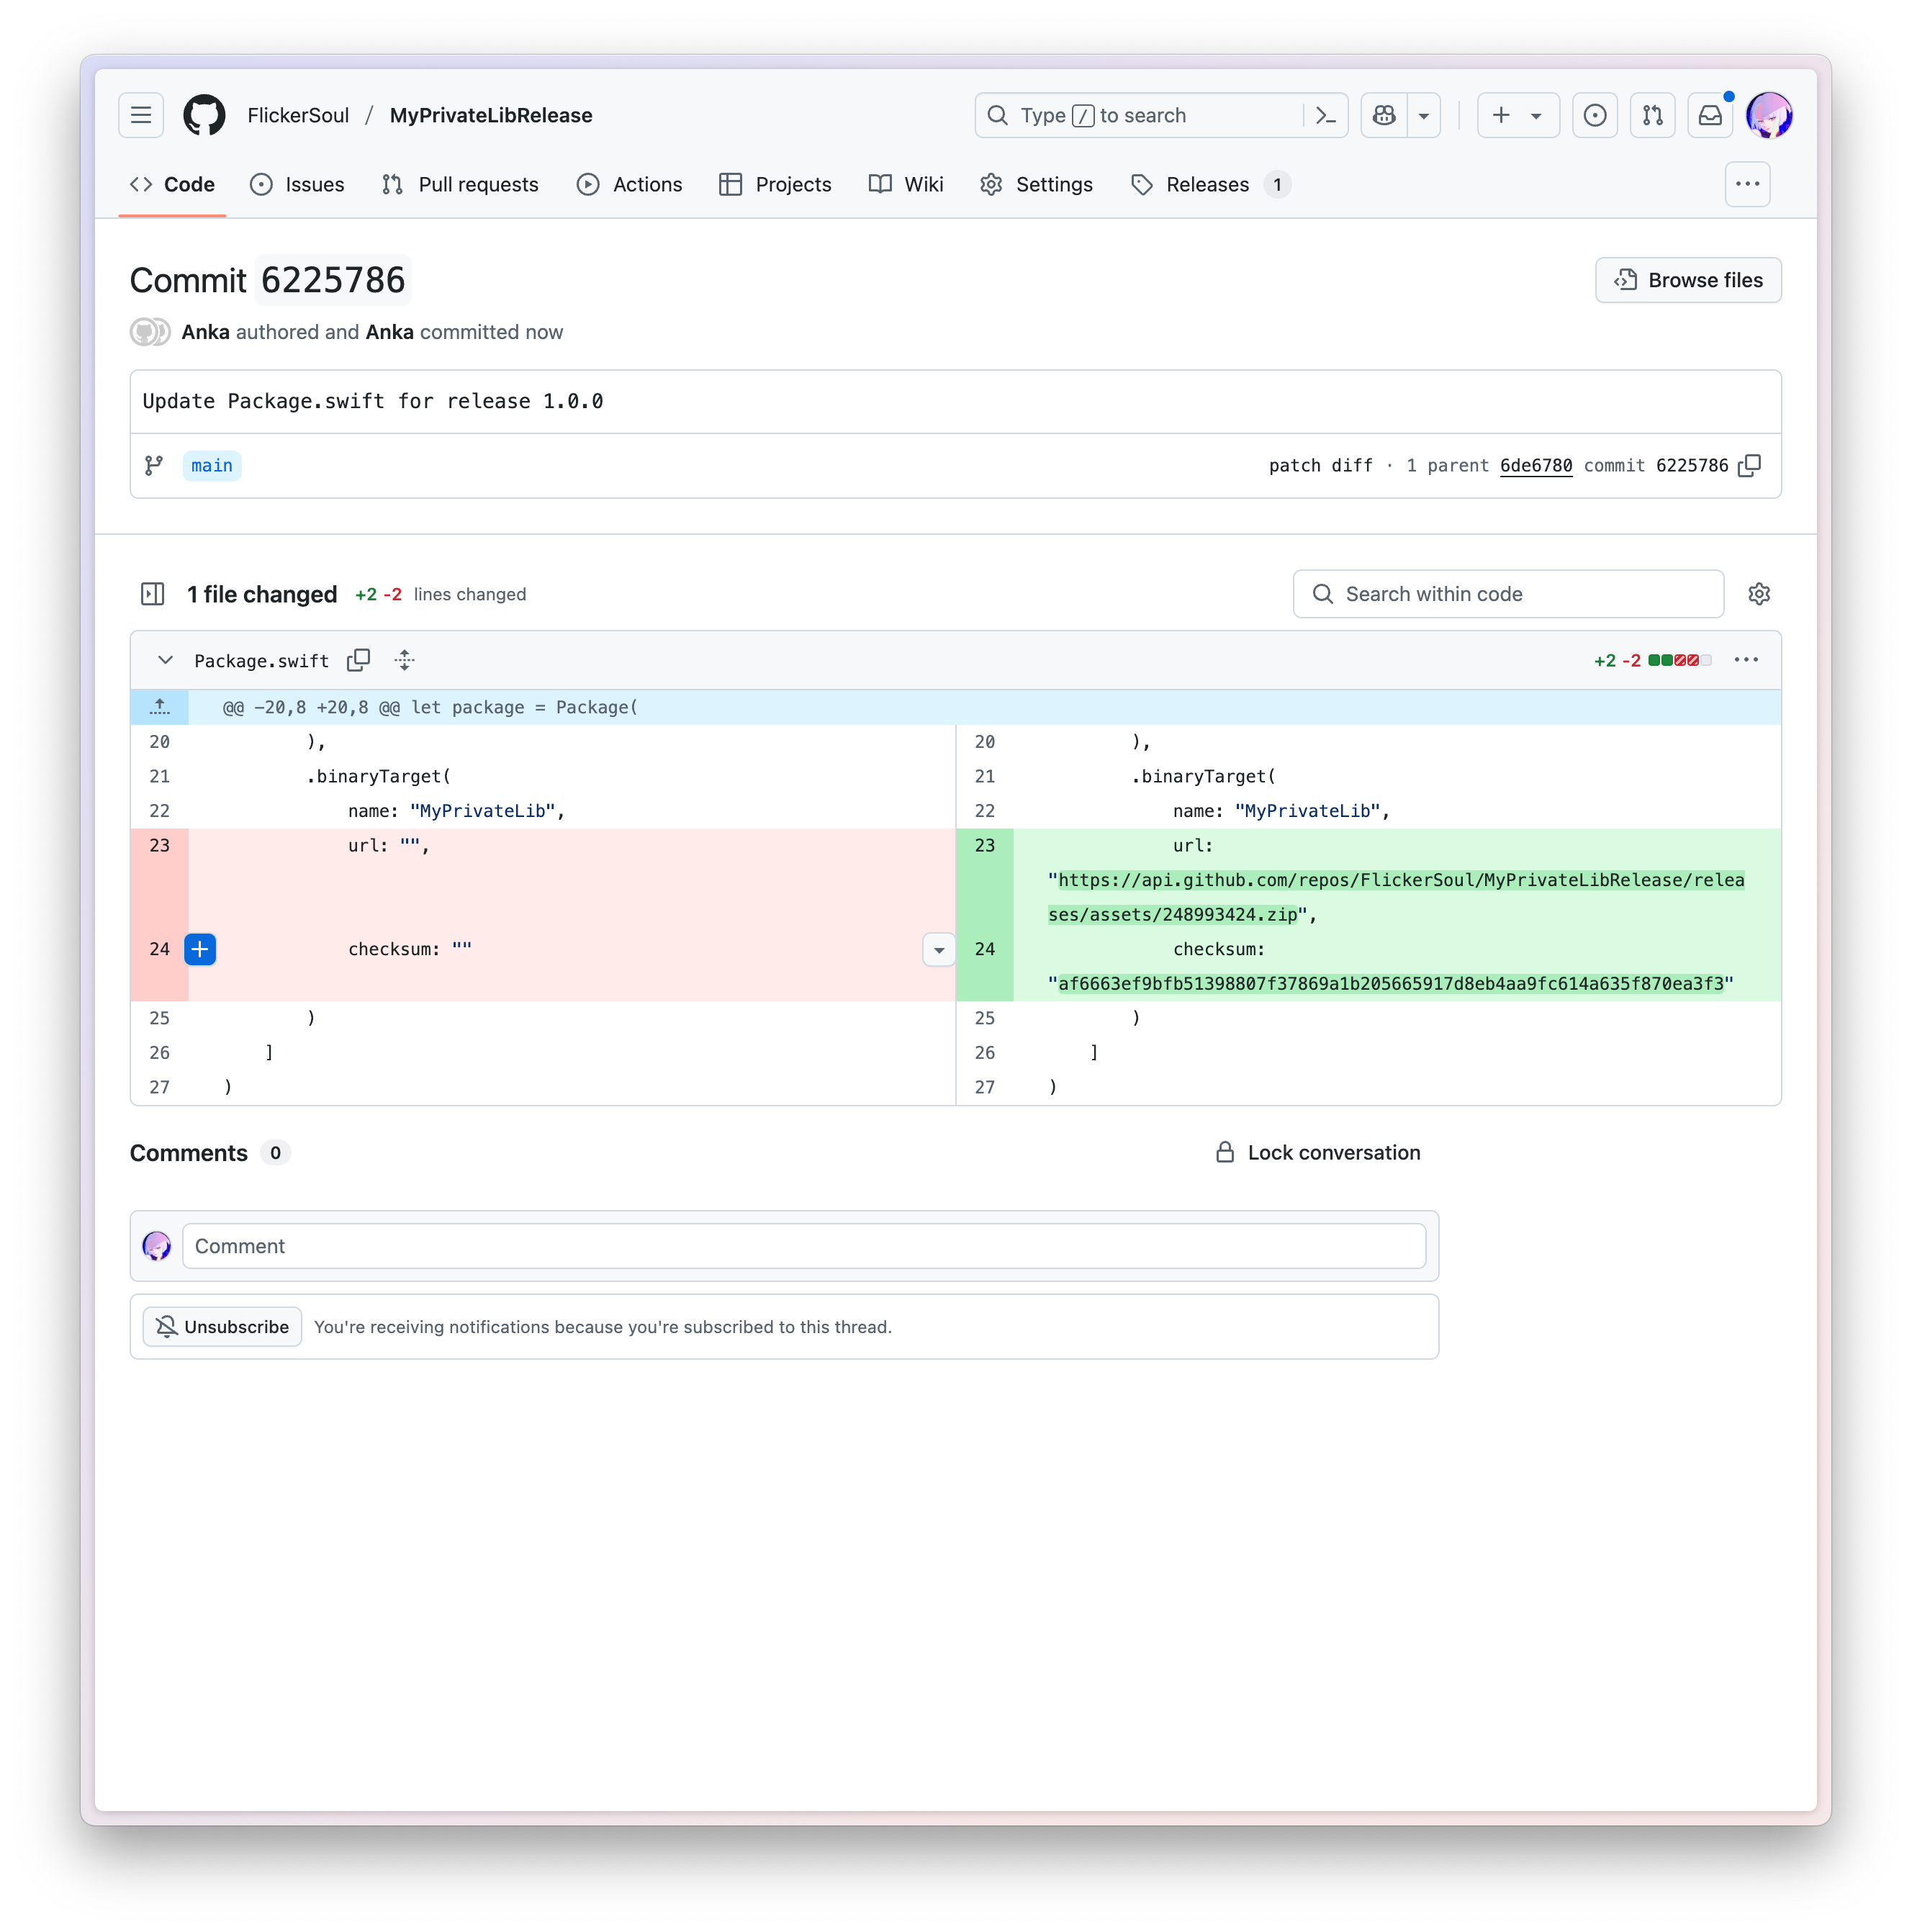 FlickerSoul / MyPrivateLibRelease
Type / to search
Code Issues Pull requests Actions Projects Wiki Settings Releases 1
Commit 6225786
Browse files
Anka authored and Anka committed now
Update Package.swift for release 1.0.0
main
patch diff · 1 parent 6de6780 commit 6225786
1 file changed +2 -2 lines changed
Search within code
Package.swift
+2 -2
@@ -20,8 +20,8 @@ let package = Package(
20 ),
21 .binaryTarget(
22 name: "MyPrivateLib",
23 url: "",
24 checksum: ""
25 )
26 ]
27 )
20 ),
21 .binaryTarget(
22 name: "MyPrivateLib",
23 url:
"https://api.github.com/repos/FlickerSoul/MyPrivateLibRelease/relea
ses/assets/248993424.zip",
24 checksum:
"af6663ef9bfb51398807f37869a1b205665917d8eb4aa9fc614a635f870ea3f3"
25 )
26 ]
27 )
Comments 0
Lock conversation
Comment
Unsubscribe You're receiving notifications because you're subscribed to this thread.